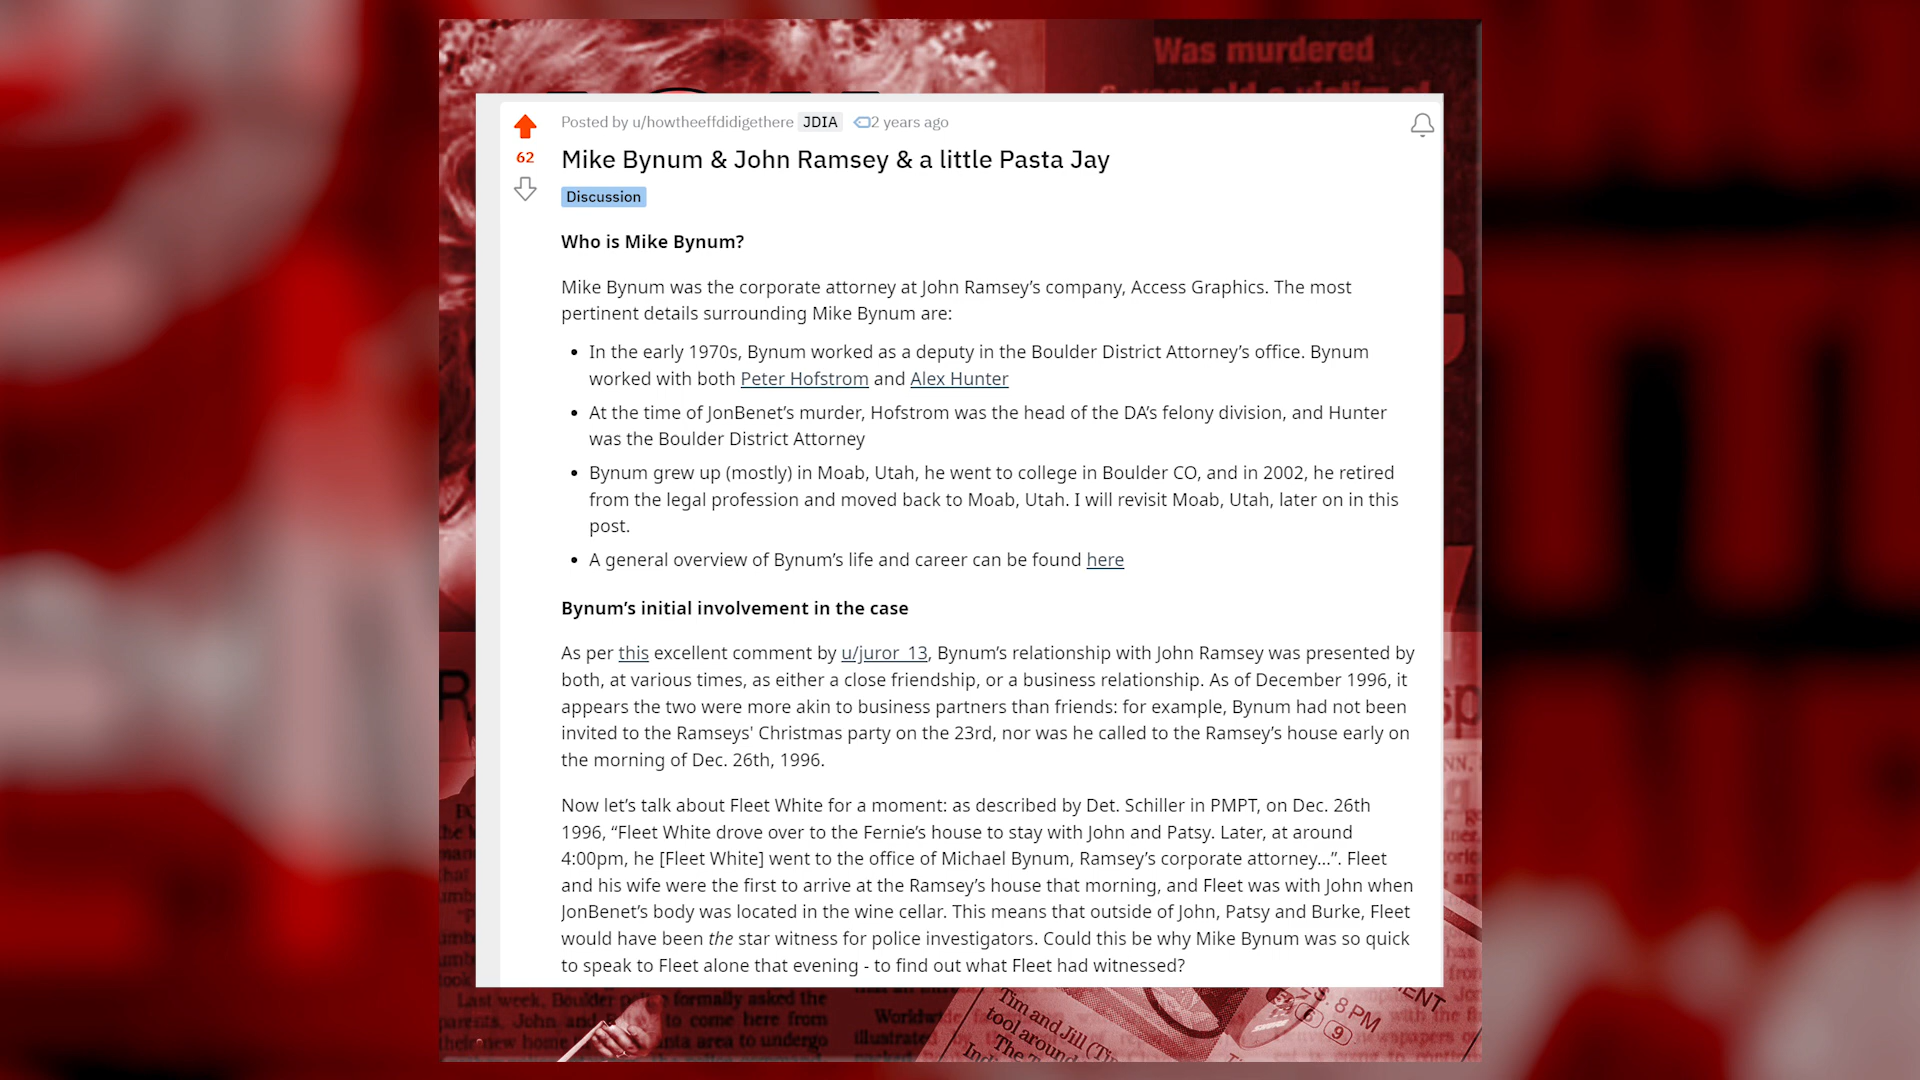 Was murdered
Posted by u/howtheeffdidigethere JDIA 2 years ago
62
Mike Bynum & John Ramsey & a little Pasta Jay
Discussion
Who is Mike Bynum?
Mike Bynum was the corporate attorney at John Ramsey’s company, Access Graphics. The most
pertinent details surrounding Mike Bynum are:
• In the early 1970s, Bynum worked as a deputy in the Boulder District Attorney’s office. Bynum
worked with both Peter Hofstrom and Alex Hunter
• At the time of JonBenet’s murder, Hofstrom was the head of the DA’s felony division, and Hunter
was the Boulder District Attorney
• Bynum grew up (mostly) in Moab, Utah, he went to college in Boulder CO, and in 2002, he retired
from the legal profession and moved back to Moab, Utah. I will revisit Moab, Utah, later on in this
post.
• A general overview of Bynum’s life and career can be found here
Bynum’s initial involvement in the case
As per this excellent comment by u/juror_13, Bynum’s relationship with John Ramsey was presented by
both, at various times, as either a close friendship, or a business relationship. As of December 1996, it
appears the two were more akin to business partners than friends: for example, Bynum had not been
invited to the Ramseys' Christmas party on the 23rd, nor was he called to the Ramsey’s house early on
the morning of Dec. 26th, 1996.
Now let’s talk about Fleet White for a moment: as described by Det. Schiller in PMPT, on Dec. 26th
1996, “Fleet White drove over to the Fernie’s house to stay with John and Patsy. Later, at around
4:00pm, he [Fleet White] went to the office of Michael Bynum, Ramsey’s corporate attorney...”. Fleet
and his wife were the first to arrive at the Ramsey’s house that morning, and Fleet was with John when
JonBenet’s body was located in the wine cellar. This means that outside of John, Patsy and Burke, Fleet
would have been the star witness for police investigators. Could this be why Mike Bynum was so quick
to speak to Fleet alone that evening - to find out what Fleet had witnessed?
Last week, Boulder formally asked the
parents, John and to come here from
new home area to undergo
Tim and Jill
tool around
The
8 PM